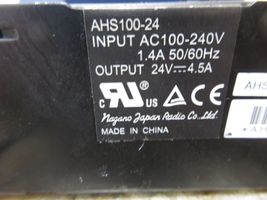 AHS100-24
INPUT AC100-240V
1.4A 50/60Hz
OUTPUT 24V⎓4.5A
c RU US CE
Nagano Japan Radio Co., Ltd.
MADE IN CHINA
AHS